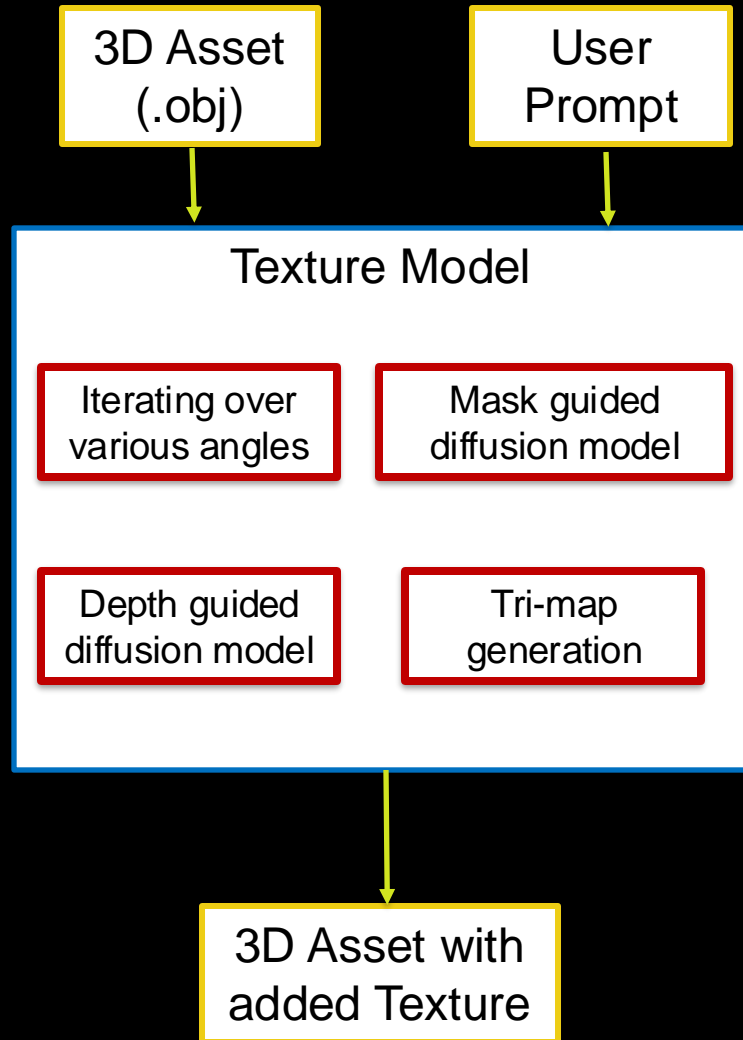 3D Asset
(.obj)
User
Prompt
Texture Model
Iterating over
various angles
Mask guided
diffusion model
Depth guided
diffusion model
Tri-map
generation
3D Asset with
added Texture